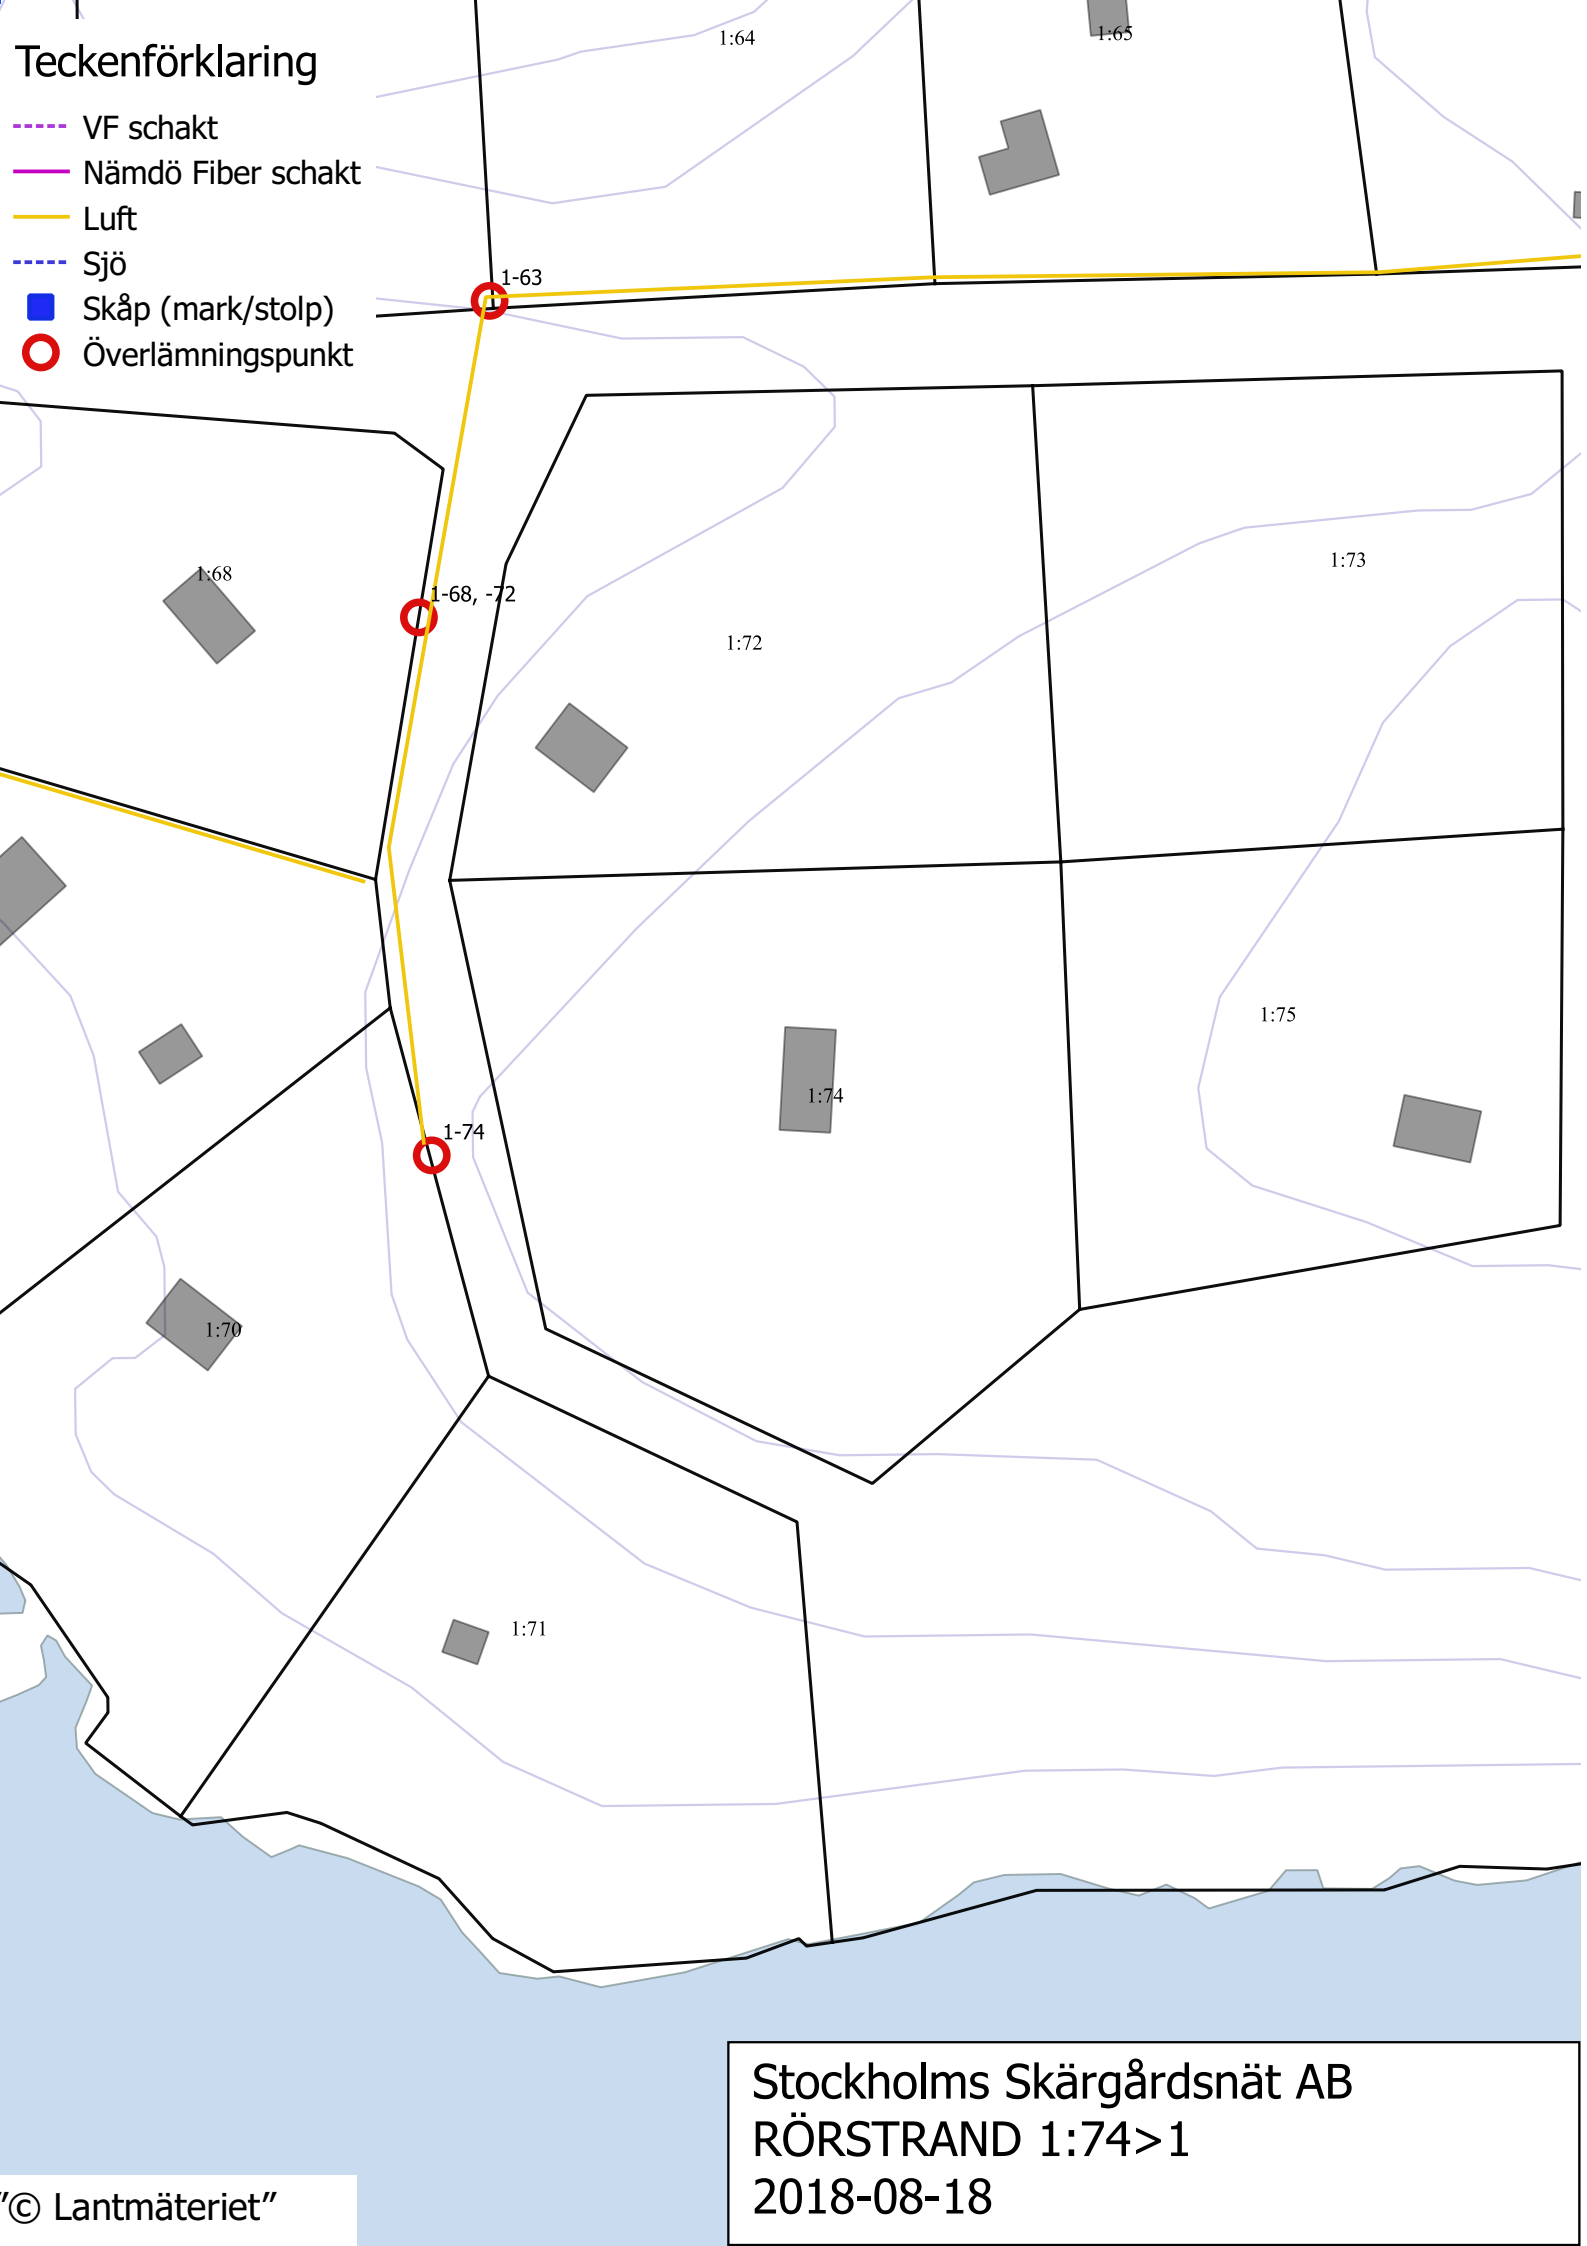 Teckenförklaring
VF schakt
Nämdö Fiber schakt
Luft
Sjö
Skåp (mark/stolp)
Överlämningspunkt
1:64
1:65
1-63
1:68
1-68, -72
1:72
1:73
1:74
1:75
1-74
1:70
1:71
Stockholms Skärgårdsnät AB
RÖRSTRAND 1:74>1
2018-08-18
"© Lantmäteriet"